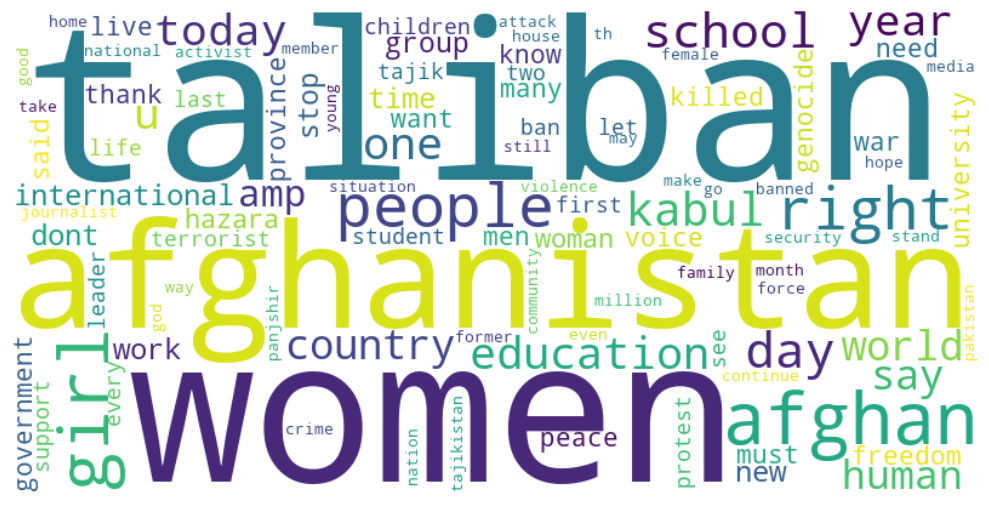 home
live
today
children
attack
house
th
school
year
national
activist
member
group
know
female
need
media
good
taliban
tajik
two
take
thank
last
province
stop
young
time
many
killed
genocide
u
want
ban
let
may
war
university
said
life
one
still
hope
international
amp
situation
people
violence
first
make
go
banned
kabul
right
journalist
hazara
dont
terrorist
student
men
woman
voice
security
stand
afghanistan
leader
way
god
panjshir
community
family
month
force
million
pakistan
government
girl
work
country
former
even
education
see
day
world
support
every
women
continue
say
crime
nation
tajikistan
peace
protest
afghan
must
freedom
new
human